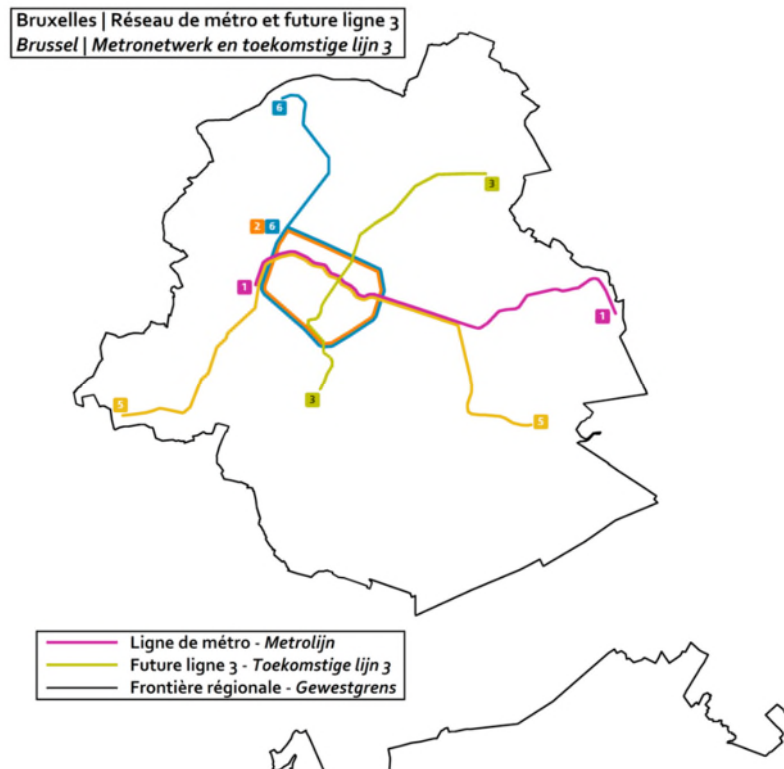 Bruxelles | Réseau de métro et future ligne 3
Brussel | Metronetwerk en toekomstige lijn 3
6
3
2 6
1
1
5
3
5
Ligne de métro - Metrolijn
Future ligne 3 - Toekomstige lijn 3
Frontière régionale - Gewestgrens